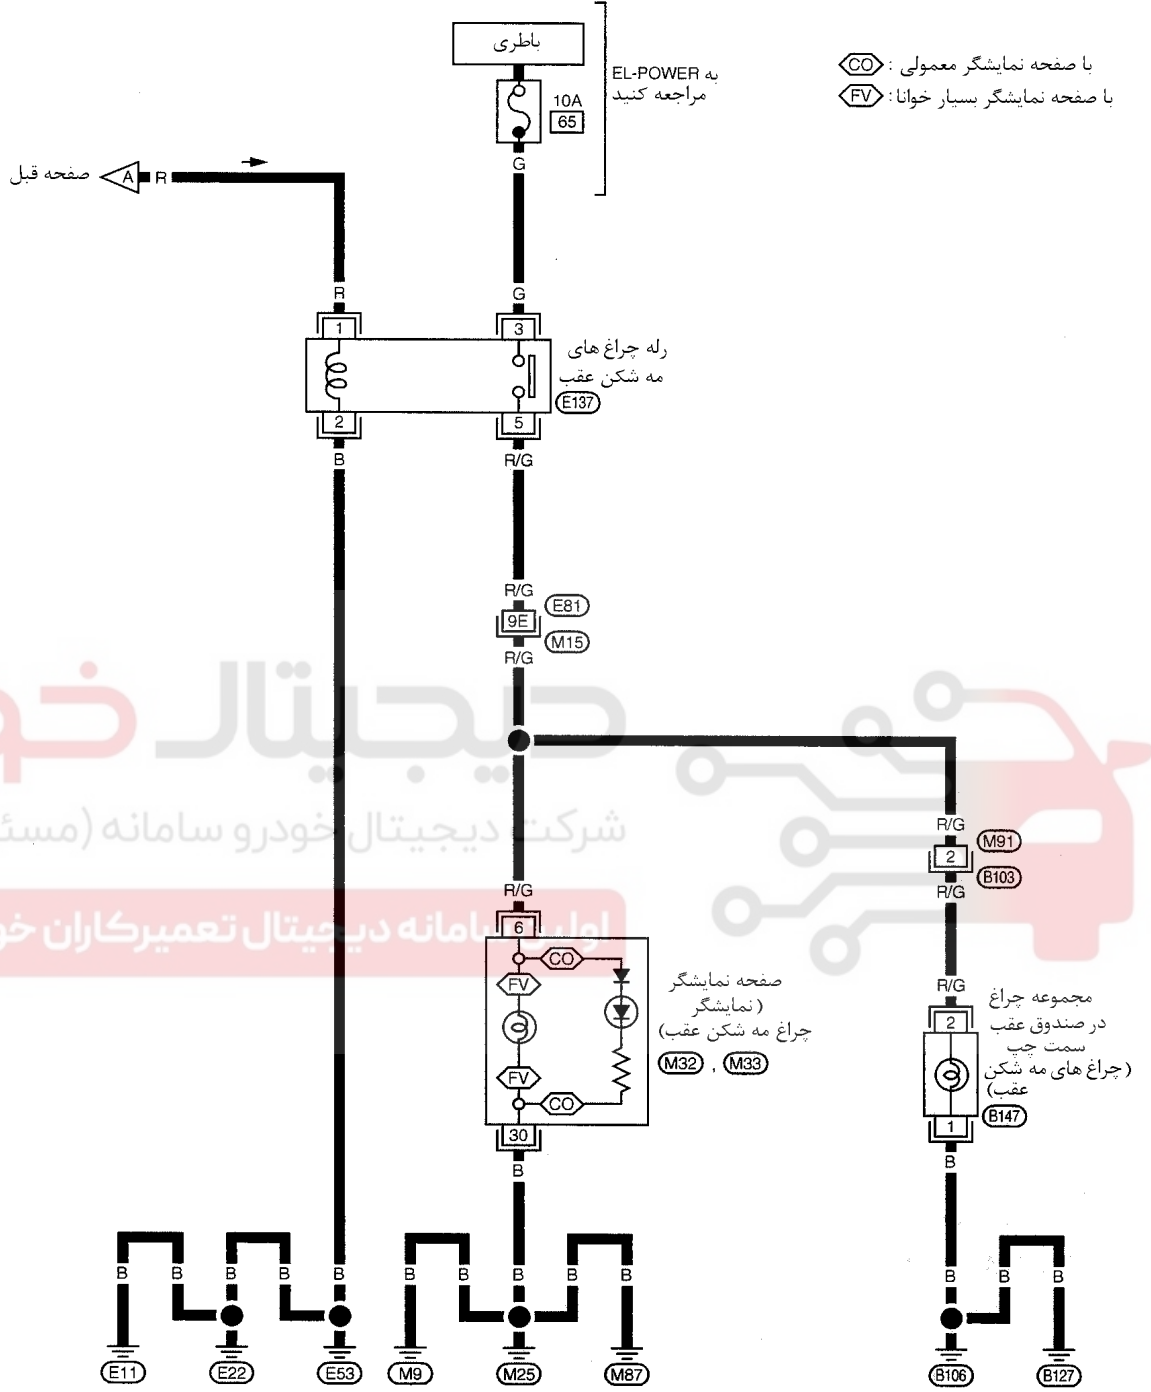 باطری
10A
65
به EL-POWER
مراجعه کنید
CO : با صفحه نمایشگر معمولی
FV : با صفحه نمایشگر بسیار خوانا
G
صفحه قبل
A
R
R
G
1
3
رله چراغ های
مه شکن عقب
E137
2
5
B
R/G
R/G
E81
9E
M15
R/G
دیجیتال خو
شرکت دیجیتال خودرو سامانه (مسئ
اولین سامانه دیجیتال تعمیرکاران خو
R/G
M91
2
B103
R/G
R/G
6
CO
FV
FV
CO
30
صفحه نمایشگر
(نمایشگر
چراغ مه شکن عقب)
M32 , M33
R/G
2
مجموعه چراغ
در صندوق عقب
سمت چپ
(چراغ های مه شکن
عقب)
B147
1
B
B
B B B B B B B B B B B B B
E11 E22 E53 M9 M25 M87 B106 B127